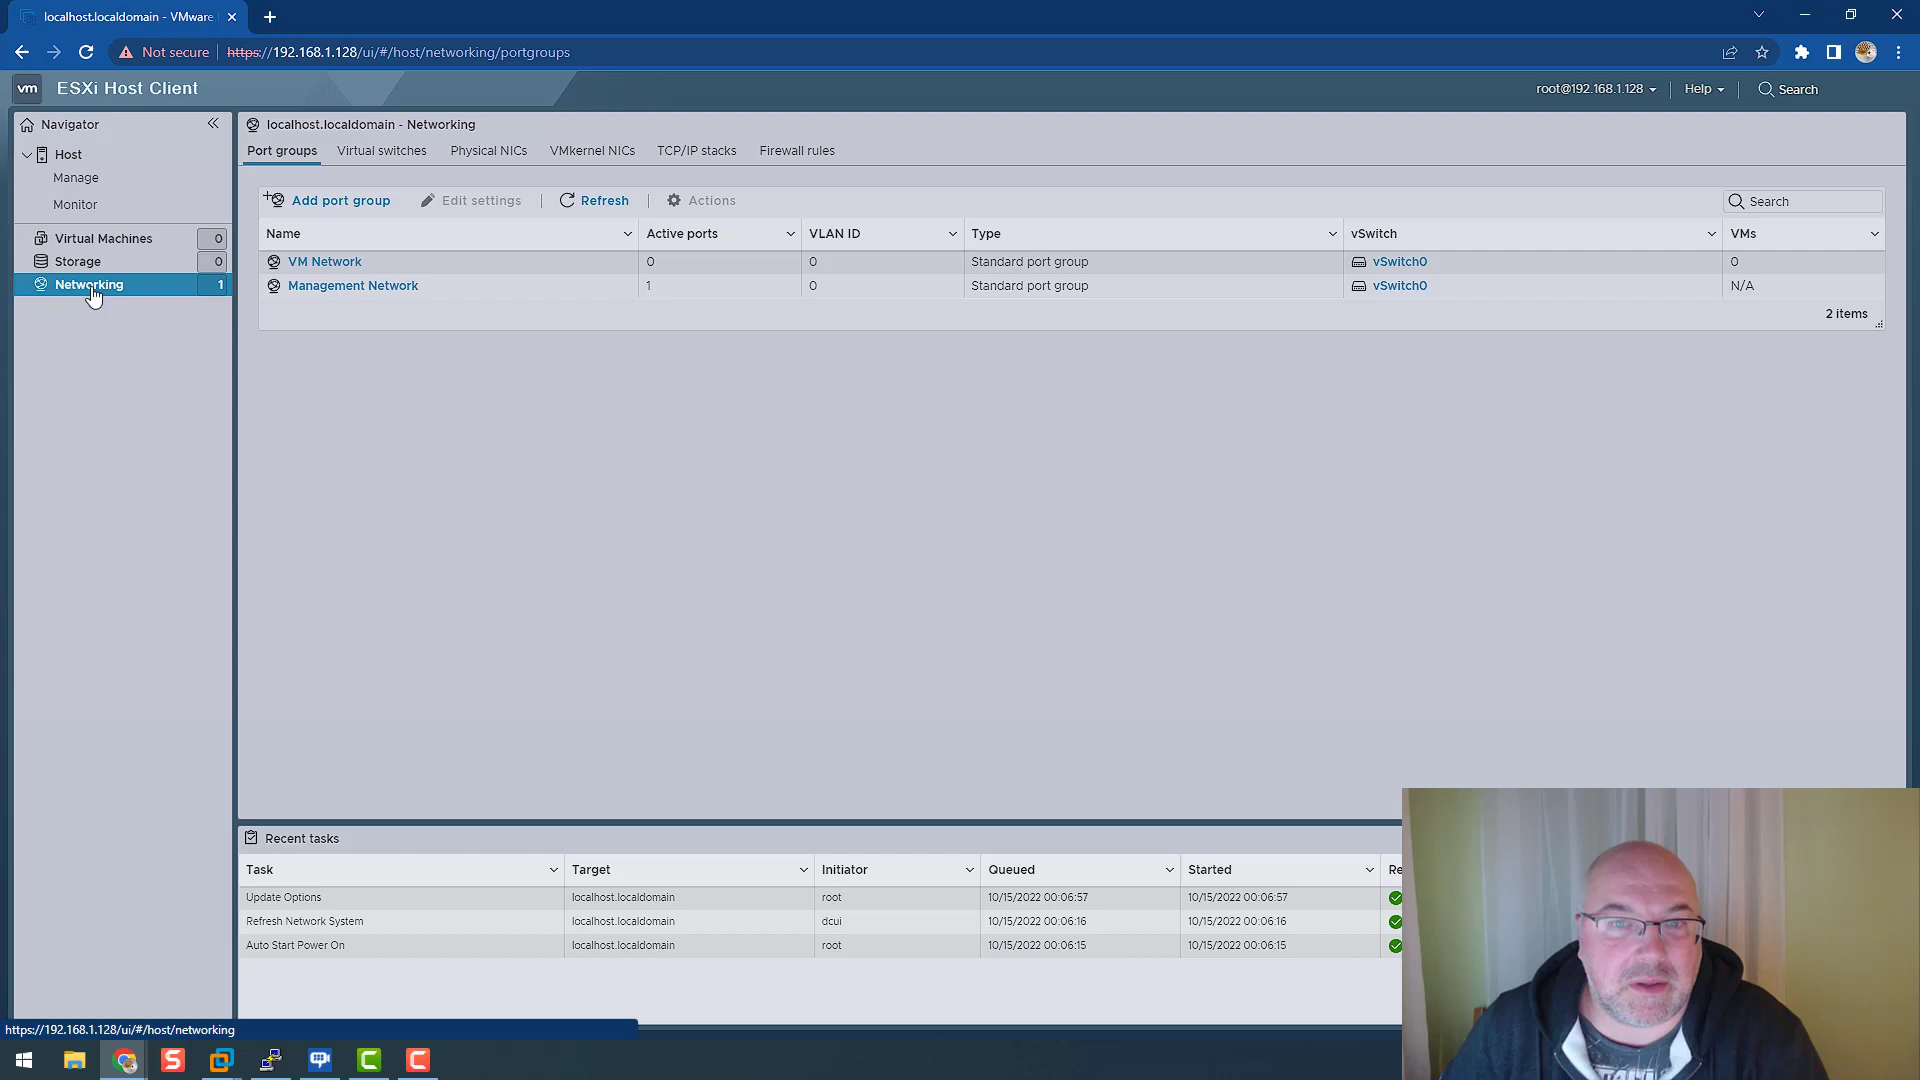 localhost.localdomain - VMware
Not secure https://192.168.1.128/ui/#/host/networking/portgroups
vm ESXi Host Client
root@192.168.1.128 Help Search
Navigator
Host
Manage
Monitor
Virtual Machines 0
Storage 0
Networking 1
localhost.localdomain - Networking
Port groups Virtual switches Physical NICs VMkernel NICs TCP/IP stacks Firewall rules
Add port group Edit settings Refresh Actions Search
Name Active ports VLAN ID Type vSwitch VMs
VM Network 0 0 Standard port group vSwitch0 0
Management Network 1 0 Standard port group vSwitch0 N/A
2 items
Recent tasks
Task Target Initiator Queued Started Re
Update Options localhost.localdomain root 10/15/2022 00:06:57 10/15/2022 00:06:57
Refresh Network System localhost.localdomain dcui 10/15/2022 00:06:16 10/15/2022 00:06:16
Auto Start Power On localhost.localdomain root 10/15/2022 00:06:15 10/15/2022 00:06:15
https://192.168.1.128/ui/#/host/networking
S C C